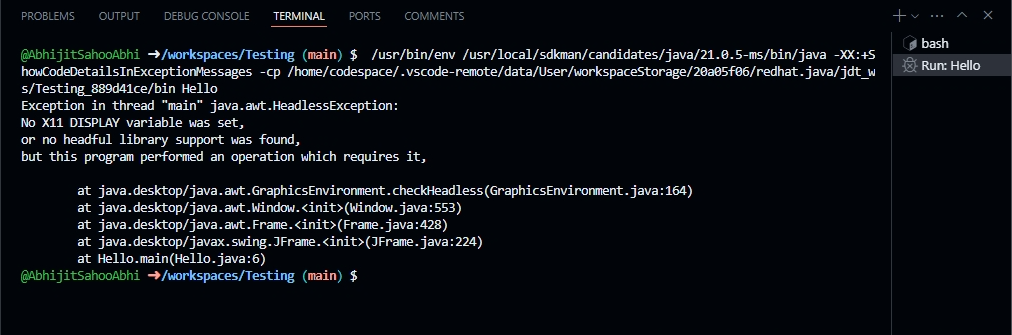 PROBLEMS OUTPUT DEBUG CONSOLE TERMINAL PORTS COMMENTS
@AbhijitSahooAbhi ➜/workspaces/Testing (main) $  /usr/bin/env /usr/local/sdkman/candidates/java/21.0.5-ms/bin/java -XX:+S
howCodeDetailsInExceptionMessages -cp /home/codespace/.vscode-remote/data/User/workspaceStorage/20a05f06/redhat.java/jdt_w
s/Testing_889d41ce/bin Hello
Exception in thread "main" java.awt.HeadlessException:
No X11 DISPLAY variable was set,
or no headful library support was found,
but this program performed an operation which requires it,
at java.desktop/java.awt.GraphicsEnvironment.checkHeadless(GraphicsEnvironment.java:164)
at java.desktop/java.awt.Window.<init>(Window.java:553)
at java.desktop/java.awt.Frame.<init>(Frame.java:428)
at java.desktop/javax.swing.JFrame.<init>(JFrame.java:224)
at Hello.main(Hello.java:6)
@AbhijitSahooAbhi ➜/workspaces/Testing (main) $
bash
Run: Hello